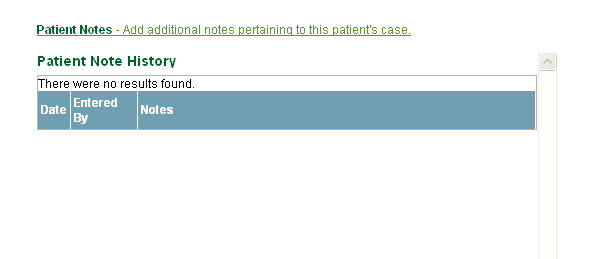 Patient Notes - Add additional notes pertaining to this patient's case.
Patient Note History
There were no results found.
Date Entered By Notes